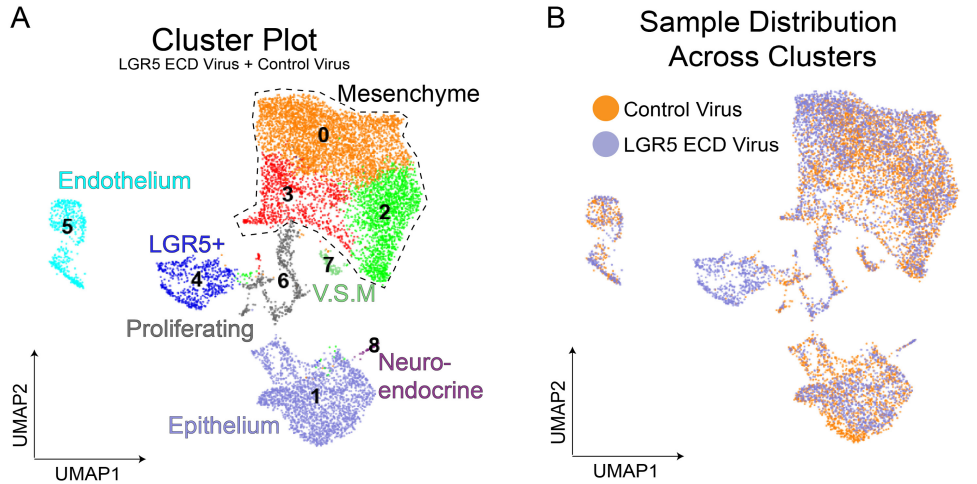 A
Cluster Plot
LGR5 ECD Virus + Control Virus
Mesenchyme
0
Endothelium
5
3
2
LGR5+
4
6
7
V.S.M
Proliferating
8
Neuro-
endocrine
1
Epithelium
UMAP2
UMAP1
B
Sample Distribution
Across Clusters
Control Virus
LGR5 ECD Virus
UMAP2
UMAP1